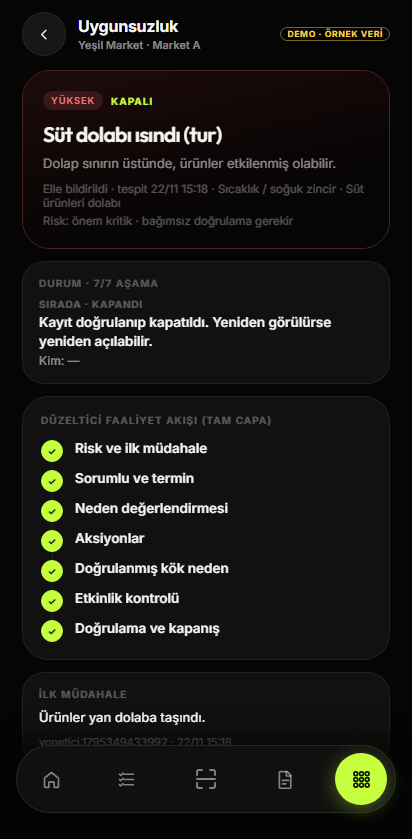 Uygunsuzluk
Yeşil Market · Market A
DEMO · ÖRNEK VERİ
YÜKSEK KAPALI
Süt dolabı ısındı (tur)
Dolap sınırın üstünde, ürünler etkilenmiş olabilir.
Elle bildirildi · tespit 22/11 15:18 · Sıcaklık / soğuk zincir · Süt
ürünleri dolabı
Risk: önem kritik · bağımsız doğrulama gerekir
DURUM · 7/7 AŞAMA
SIRADA · KAPANDI
Kayıt doğrulanıp kapatıldı. Yeniden görülürse
yeniden açılabilir.
Kim: —
DÜZELTİCİ FAALİYET AKIŞI (TAM CAPA)
Risk ve ilk müdahale
Sorumlu ve termin
Neden değerlendirmesi
Aksiyonlar
Doğrulanmış kök neden
Etkinlik kontrolü
Doğrulama ve kapanış
İLK MÜDAHALE
Ürünler yan dolaba taşındı.
yonetici1795349433992 · 22/11 15:18